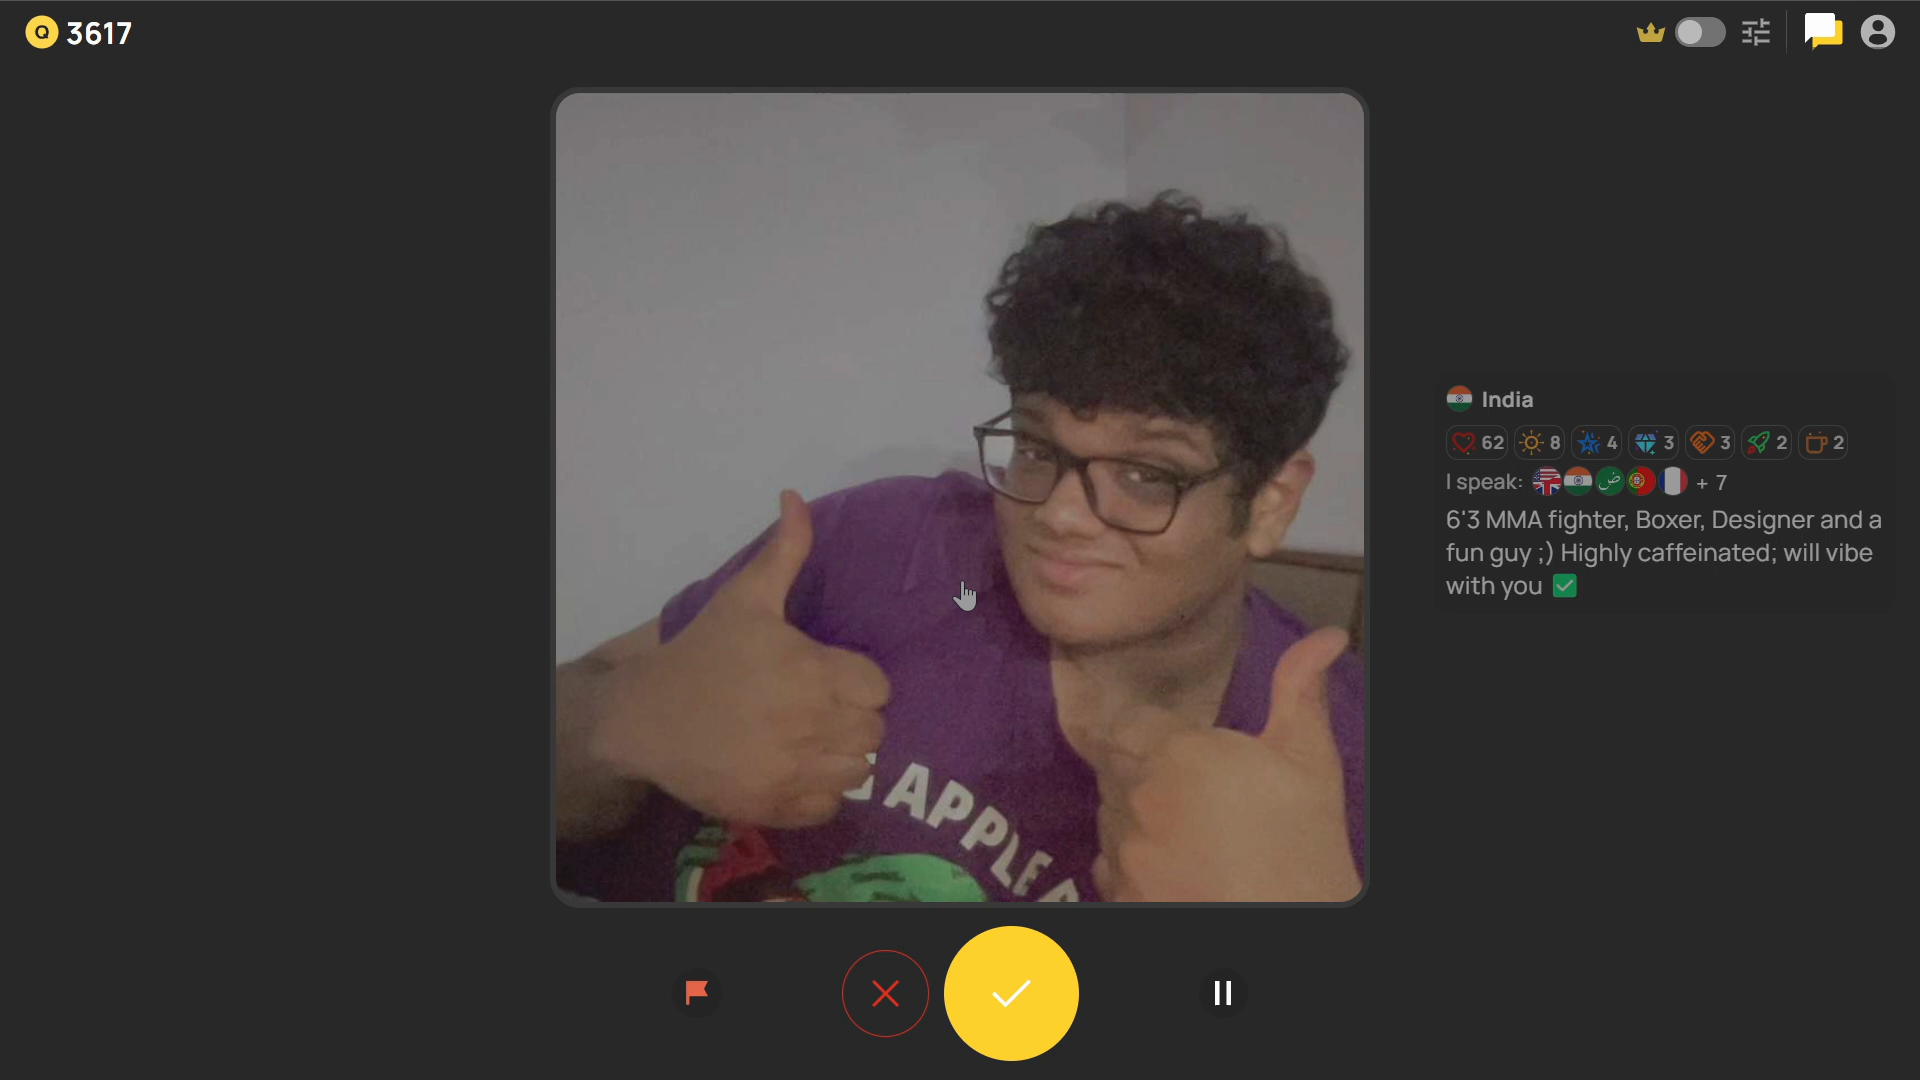 Q 3617
India
62 8 4 3 3 2 2
I speak: ض + 7
6'3 MMA fighter, Boxer, Designer and a
fun guy ;) Highly caffeinated; will vibe
with you ✅
APPLE